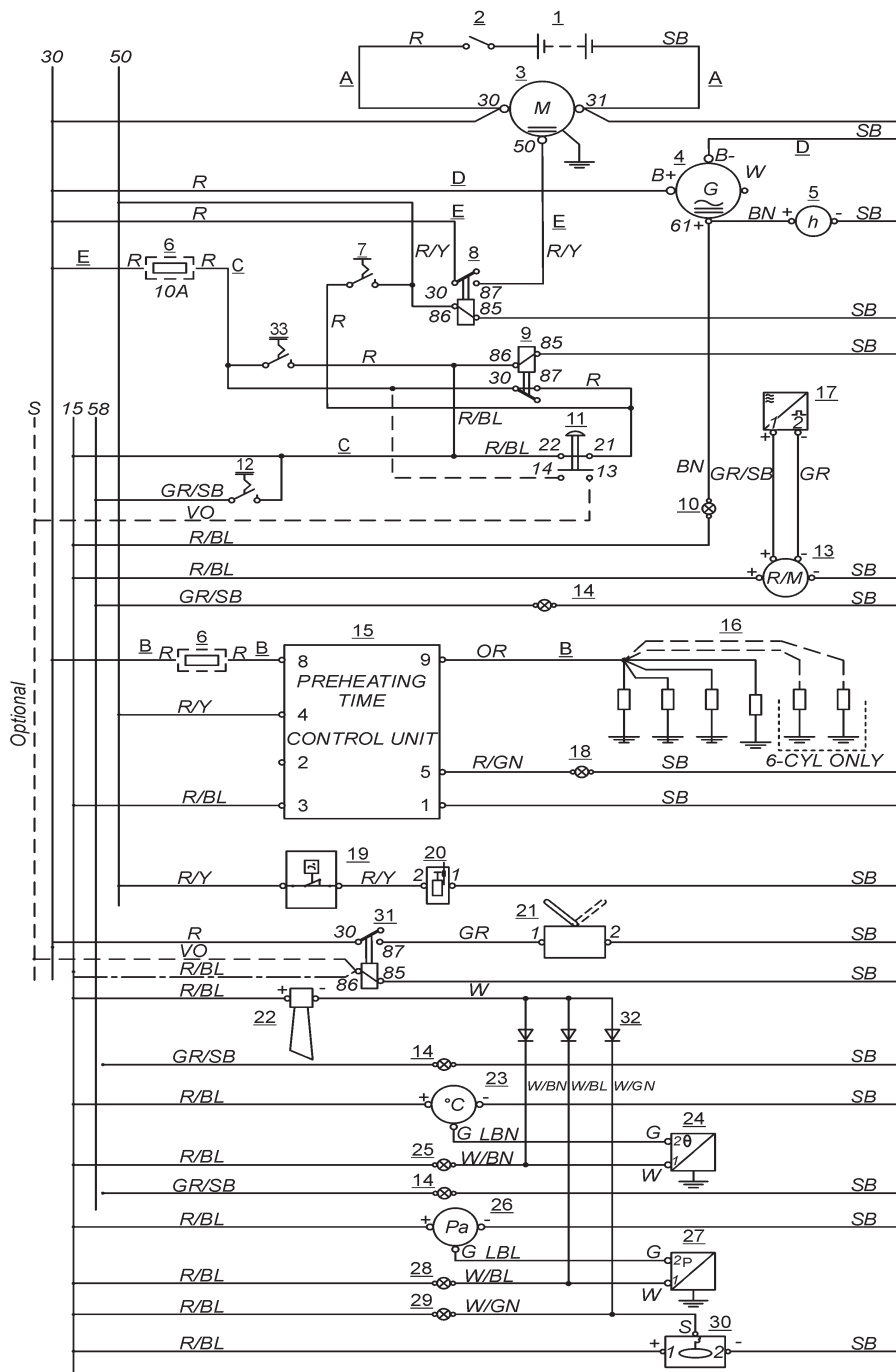 2 1
R SB
30 50
3
A A
30 M 31
50
SB
4 B- D
B+ G W
R D
5
R E E
61+ BN + h - SB
E R 6 R C
10A
7 R/Y 8 R/Y
30 87
86 85 SB
R
33 9
R 86 85 SB
30 87 R
S 15 58
R/BL 11
17
1 2
+ -
C R/BL 22 21
12
14 13
BN GR/SB GR
GR/SB
VO
10
R/BL
+ - 13
R/BL + R/M - SB
GR/SB 14 SB
15
16
B R 6 R B 8 9 OR B
PREHEATING
TIME
CONTROL UNIT
R/Y 4
2
5 R/GN 18 SB
6-CYL ONLY
R/BL 3 1 SB
Optional
19 20
R/Y R/Y 2 1 SB
31 21
R 30 87 GR 1 2 SB
VO
R/BL 86 85 SB
R/BL + - W
22 32
GR/SB 14 SB
W/BN W/BL W/GN
23
R/BL + °C - SB
24
G LBN G 2 θ
25
R/BL W/BN 1
W
GR/SB 14 SB
26
R/BL + Pa - SB
27
G LBL G 2 P
28
R/BL W/BL 1
W
R/BL 29 W/GN
S 30
R/BL + 1 2 - SB